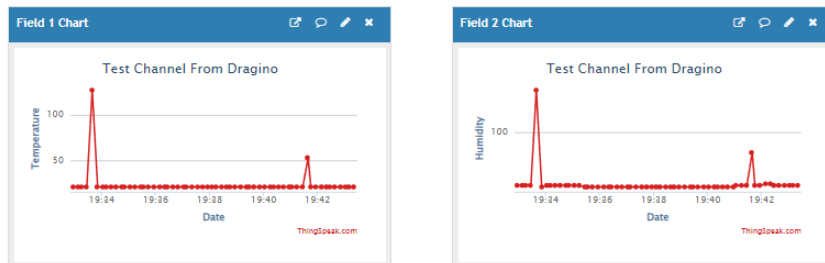 Field 1 Chart
Test Channel From Dragino
Temperature
100
50
19:34 19:36 19:38 19:40 19:42
Date
ThingSpeak.com
Field 2 Chart
Test Channel From Dragino
Humidity
100
19:34 19:36 19:38 19:40 19:42
Date
ThingSpeak.com